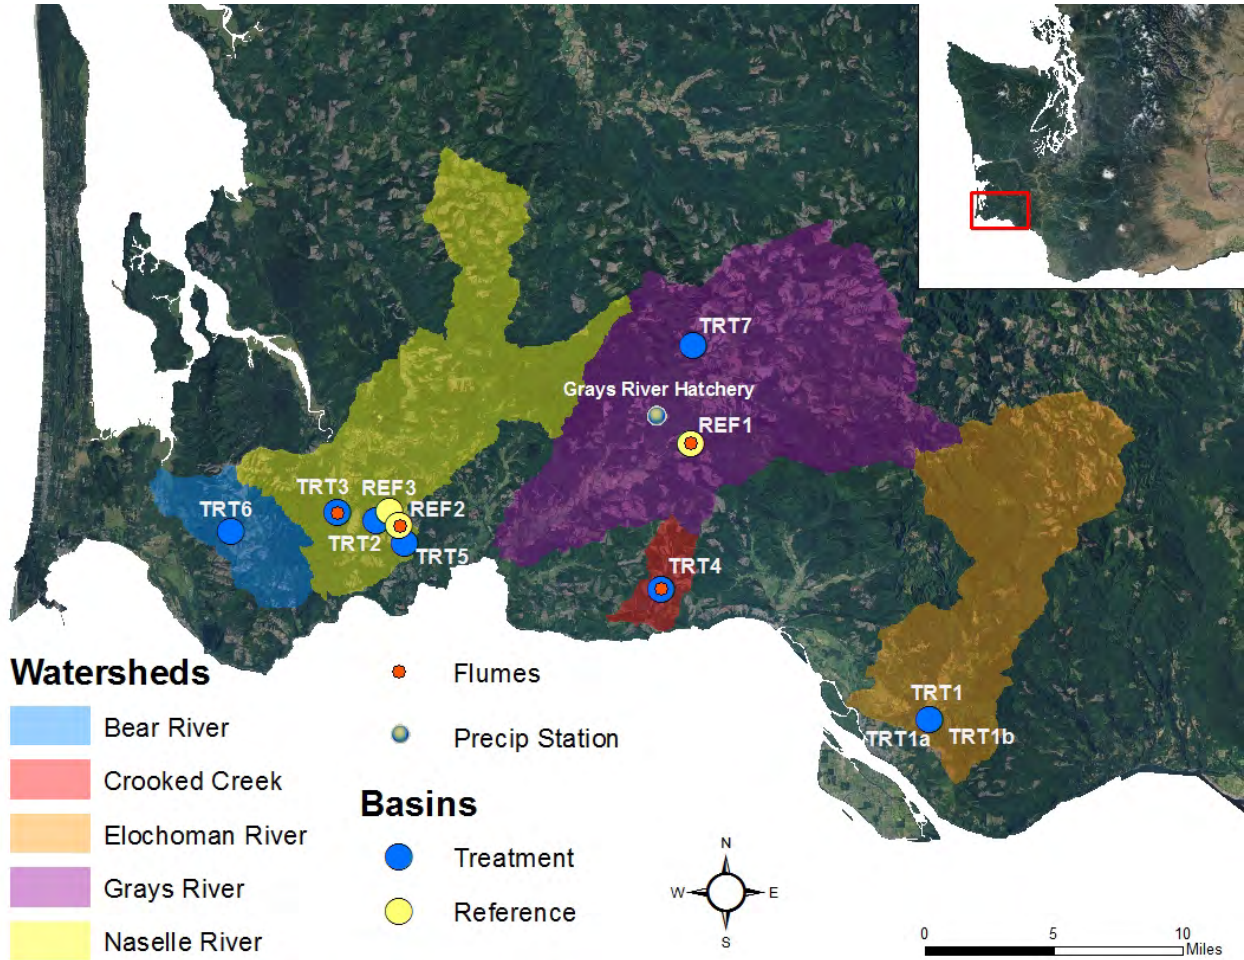 TRT7
Grays River Hatchery
REF1
TRT3
REF3
REF2
TRT6
TRT2
TRT5
TRT4
TRT1
TRT1a
TRT1b
Watersheds
Bear River
Crooked Creek
Elochoman River
Grays River
Naselle River
Flumes
Precip Station
Basins
Treatment
Reference
N
W
E
S
0
5
10
Miles